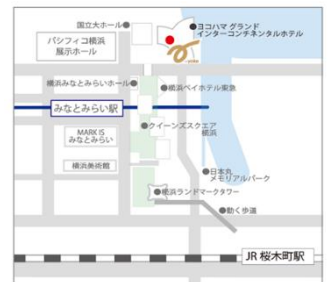 国立大ホール
ヨコハマ グランド
インターコンチネンタルホテル
パシフィコ横浜
展示ホール
横浜みなとみらいホール
横浜ベイホテル東急
みなとみらい駅
クイーンズスクエア
横浜
MARK IS
みなとみらい
横浜美術館
日本丸
メモリアルパーク
横浜ランドマークタワー
動く歩道
JR 桜木町駅